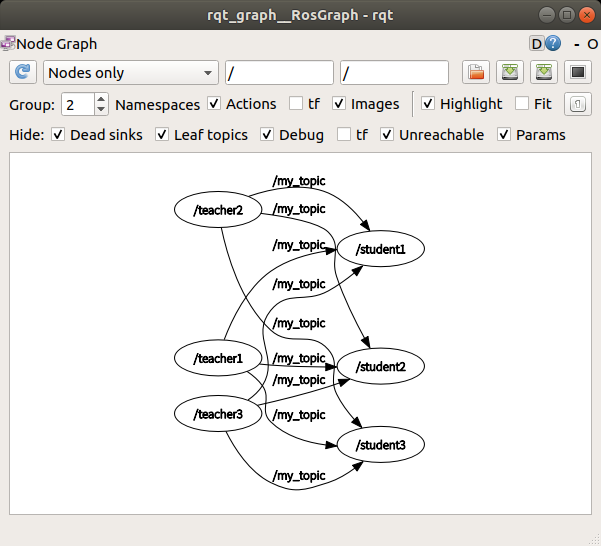 rqt_graph__RosGraph - rqt
Node Graph D ? - O
Nodes only / /
Group: 2 Namespaces Actions tf Images Highlight Fit
Hide: Dead sinks Leaf topics Debug tf Unreachable Params
/my_topic
/teacher2 /my_topic
/my_topic /student1
/my_topic
/my_topic
/teacher1 /my_topic /student2
/my_topic
/teacher3 /my_topic
/student3
/my_topic